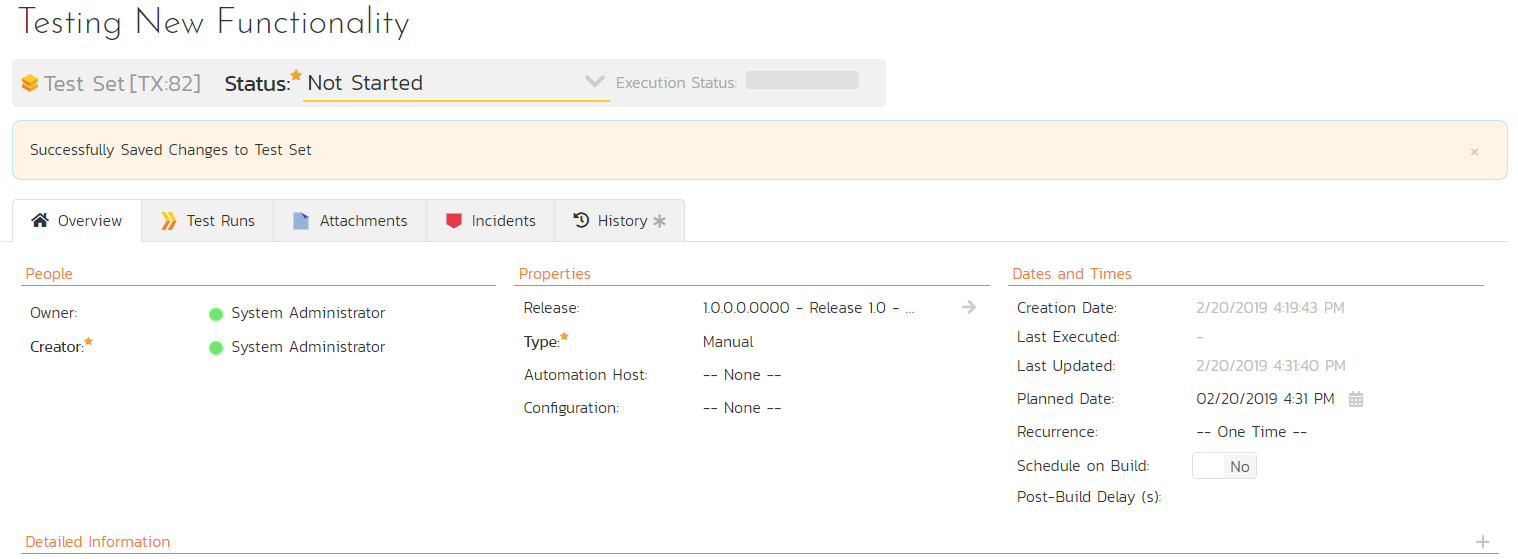 Testing New Functionality
Test Set [TX:82] Status: Not Started Execution Status:
Successfully Saved Changes to Test Set ×
Overview Test Runs Attachments Incidents History
People
Owner: System Administrator
Creator: System Administrator
Properties
Release: 1.0.0.0.0000 - Release 1.0 - ...
Type: Manual
Automation Host: -- None --
Configuration: -- None --
Dates and Times
Creation Date: 2/20/2019 4:19:43 PM
Last Executed: -
Last Updated: 2/20/2019 4:31:40 PM
Planned Date: 02/20/2019 4:31 PM
Recurrence: -- One Time --
Schedule on Build: No
Post-Build Delay (s):
Detailed Information